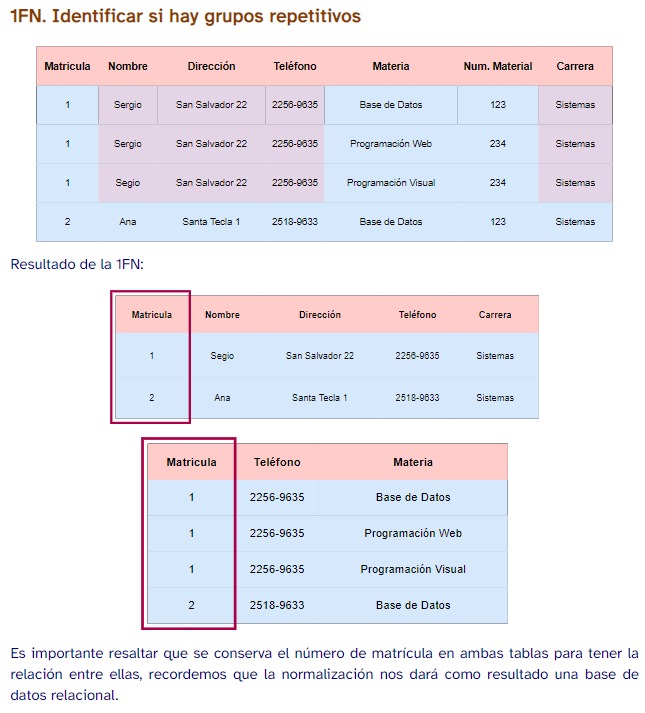 1FN. Identificar si hay grupos repetitivos
Matricula Nombre Dirección Teléfono Materia Num. Material Carrera
1 Sergio San Salvador 22 2256-9635 Base de Datos 123 Sistemas
1 Sergio San Salvador 22 2256-9635 Programación Web 234 Sistemas
1 Segio San Salvador 22 2256-9635 Programación Visual 234 Sistemas
2 Ana Santa Tecla 1 2518-9633 Base de Datos 123 Sistemas
Resultado de la 1FN:
Matricula Nombre Dirección Teléfono Carrera
1 Segio San Salvador 22 2256-9635 Sistemas
2 Ana Santa Tecla 1 2518-9633 Sistemas
Matricula Teléfono Materia
1 2256-9635 Base de Datos
1 2256-9635 Programación Web
1 2256-9635 Programación Visual
2 2518-9633 Base de Datos
Es importante resaltar que se conserva el número de matrícula en ambas tablas para tener la
relación entre ellas, recordemos que la normalización nos dará como resultado una base de
datos relacional.